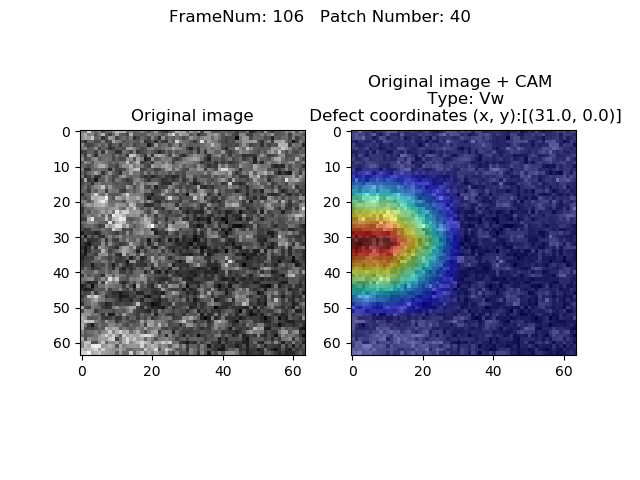 FrameNum: 106   Patch Number: 40
Original image
0
10
20
30
40
50
60
0 20 40 60
Original image + CAM
Type: Vw
Defect coordinates (x, y):[(31.0, 0.0)]
0
10
20
30
40
50
60
0 20 40 60